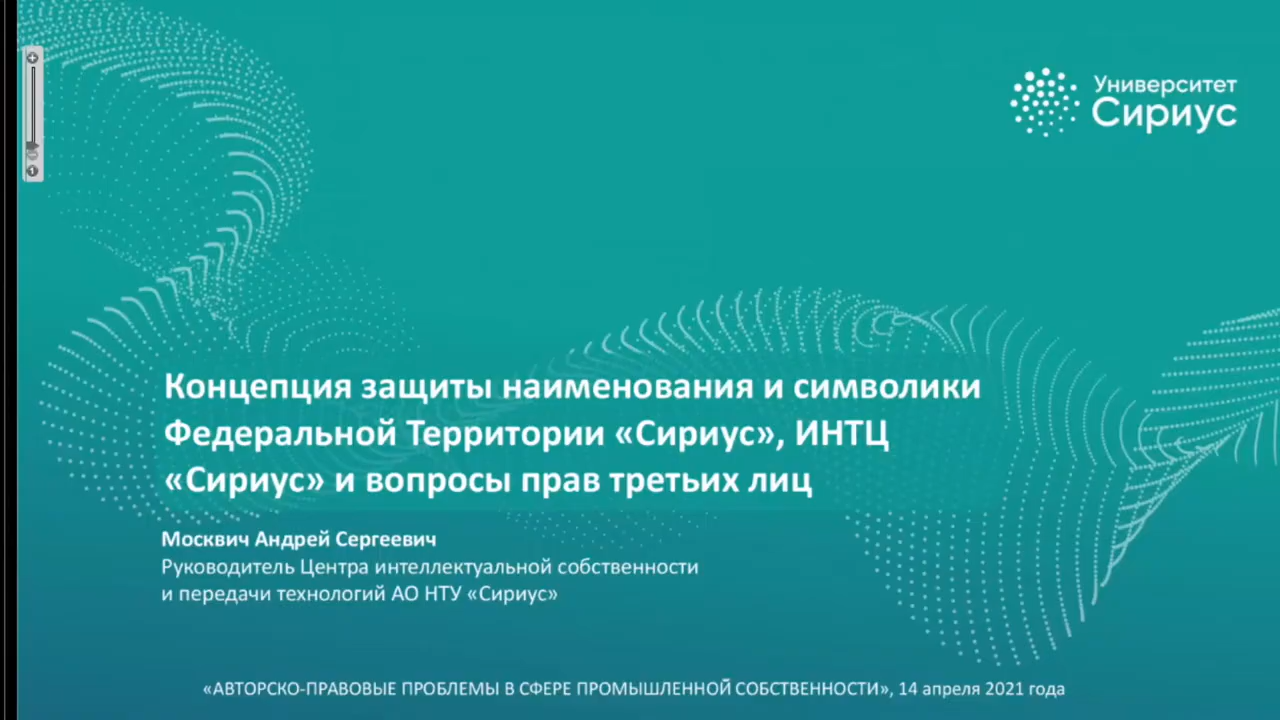 Университет
Сириус
Концепция защиты наименования и символики
Федеральной Территории «Сириус», ИНТЦ
«Сириус» и вопросы прав третьих лиц
Москвич Андрей Сергеевич
Руководитель Центра интеллектуальной собственности
и передачи технологий АО НТУ «Сириус»
«АВТОРСКО-ПРАВОВЫЕ ПРОБЛЕМЫ В СФЕРЕ ПРОМЫШЛЕННОЙ СОБСТВЕННОСТИ», 14 апреля 2021 года